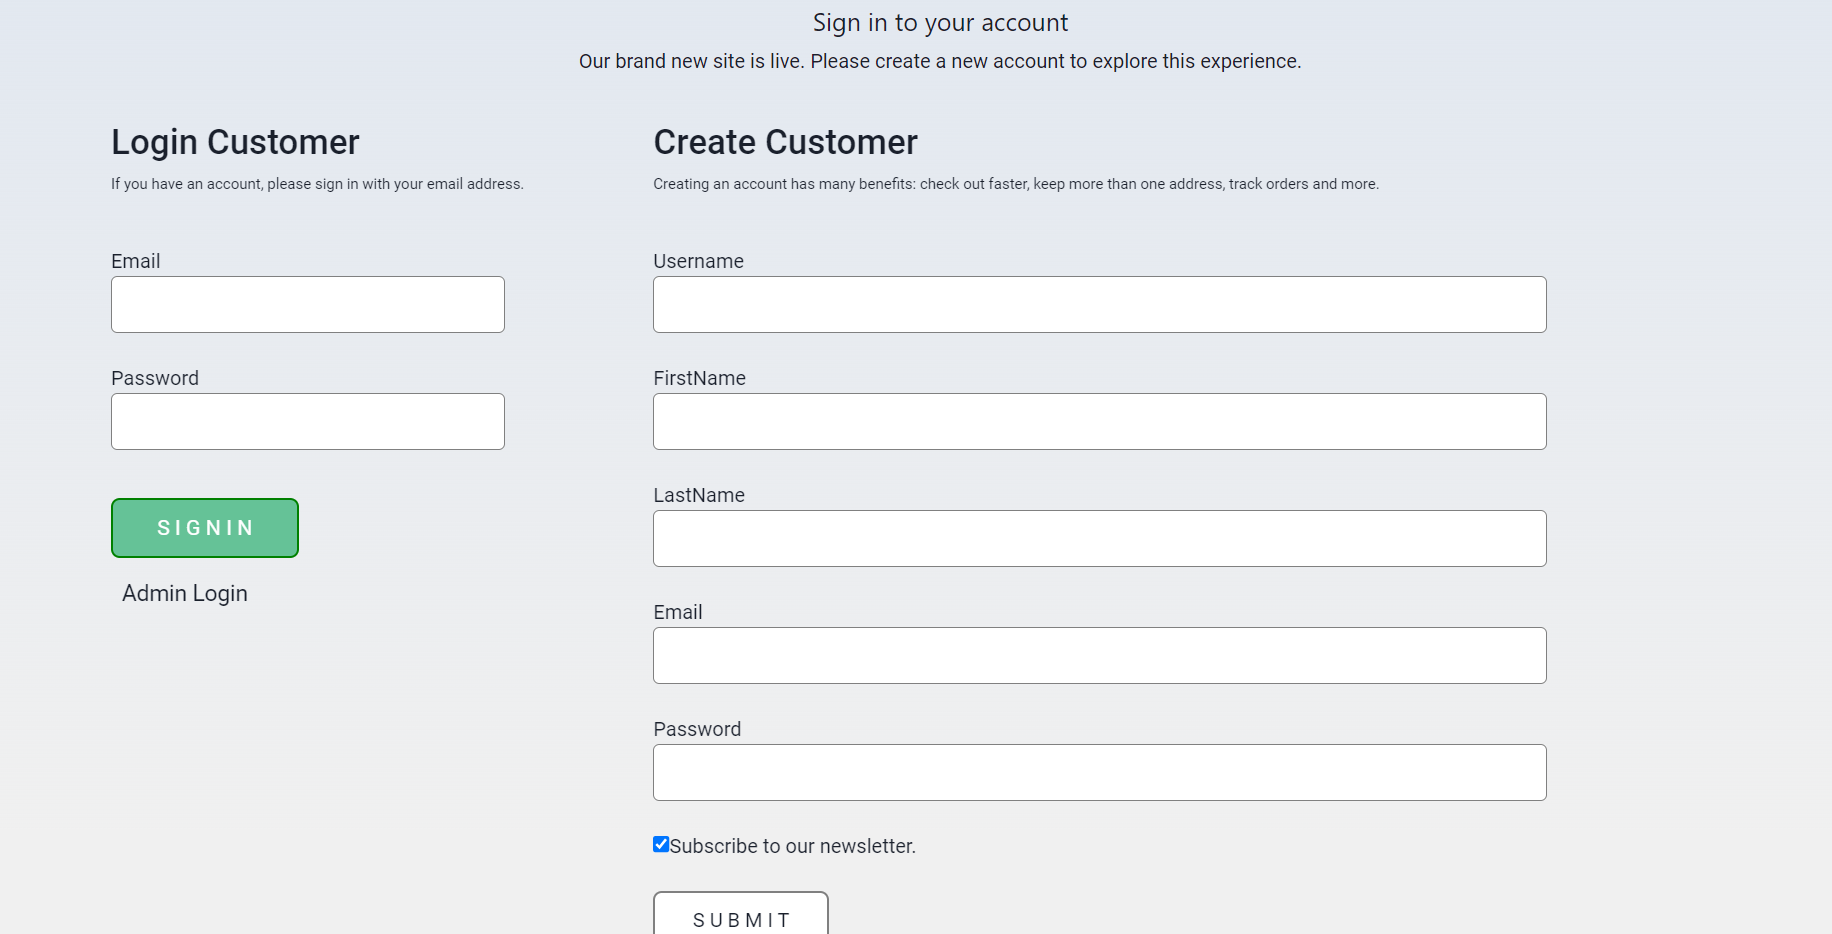 Sign in to your account
Our brand new site is live. Please create a new account to explore this experience.
Login Customer
If you have an account, please sign in with your email address.
Email
Password
SIGNIN
Admin Login
Create Customer
Creating an account has many benefits: check out faster, keep more than one address, track orders and more.
Username
FirstName
LastName
Email
Password
Subscribe to our newsletter.
SUBMIT